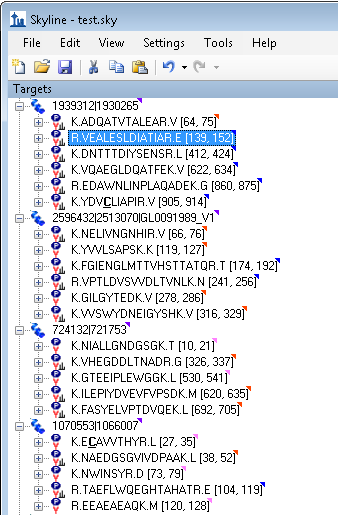 Skyline - test.sky
File Edit View Settings Tools Help
Targets
1939312|1930265
K.ADQATVTALEAR.V [64, 75]
R.VEALESLDIATIAR.E [139, 152]
K.DNTTTDIYSENSR.L [412, 424]
K.VQAEGLDQATFEK.V [622, 634]
R.EDAWNLINPLAQADEK.G [860, 875]
K.YDVCLIAPIR.V [905, 914]
2596432|2513070|GL0091989_V1
K.NELIVNGNHIR.V [66, 76]
K.YVVLSAPSK.K [119, 127]
K.FGIENGLMTTVHSTTATQR.T [174, 192]
R.VPTLDVSVVDLTVNLK.N [241, 256]
K.GILGYTEDK.V [278, 286]
K.VVSWYDNEIGYSHK.V [316, 329]
724132|721753
K.NIALLGNDGSGK.T [10, 21]
K.VHEGDDLTNADR.G [326, 337]
K.GTEEIPLEWGGK.L [530, 541]
K.ILEPIYDVEVFVPSDK.M [620, 635]
K.FASYELVPTDVQEK.L [692, 705]
1070553|1066007
K.ECAVVTHYR.L [27, 35]
K.NAEDGSGVIVDPAAK.L [38, 52]
K.NWINSYR.D [73, 79]
R.TAEFLWQEGHTAHATR.E [104, 119]
R.EEAEAEAQK.M [120, 128]